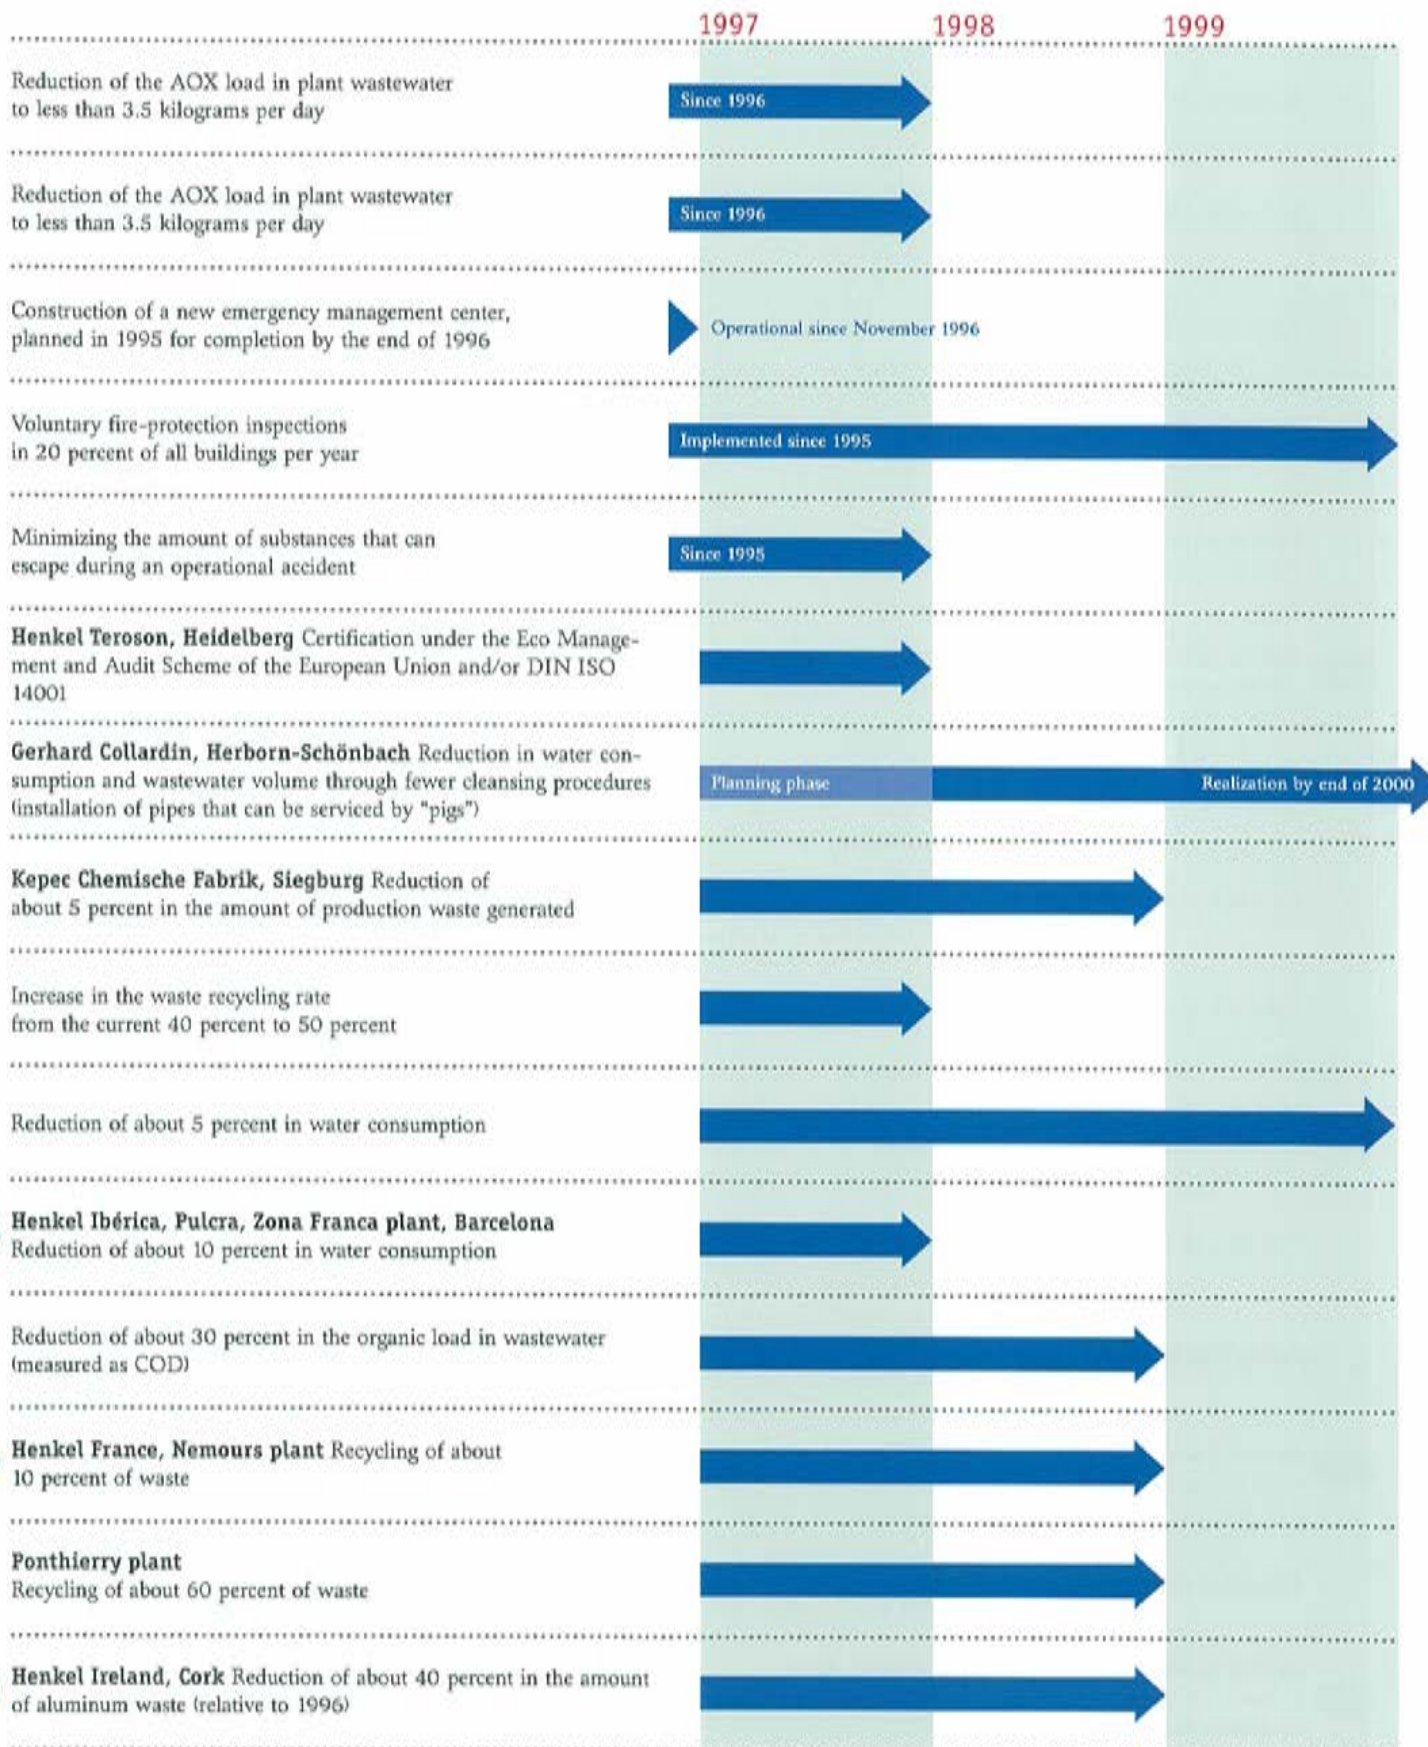 1997 1998 1999
Reduction of the AOX load in plant wastewater
to less than 3.5 kilograms per day
Since 1996
Reduction of the AOX load in plant wastewater
to less than 3.5 kilograms per day
Since 1996
Construction of a new emergency management center,
planned in 1995 for completion by the end of 1996
Operational since November 1996
Voluntary fire-protection inspections
in 20 percent of all buildings per year
Implemented since 1995
Minimizing the amount of substances that can
escape during an operational accident
Since 1995
Henkel Teroson, Heidelberg Certification under the Eco Manage-
ment and Audit Scheme of the European Union and/or DIN ISO
14001
Gerhard Collardin, Herborn-Schönbach Reduction in water con-
sumption and wastewater volume through fewer cleansing procedures
(installation of pipes that can be serviced by "pigs")
Planning phase
Realization by end of 2000
Kepec Chemische Fabrik, Siegburg Reduction of
about 5 percent in the amount of production waste generated
Increase in the waste recycling rate
from the current 40 percent to 50 percent
Reduction of about 5 percent in water consumption
Henkel Ibérica, Pulcra, Zona Franca plant, Barcelona
Reduction of about 10 percent in water consumption
Reduction of about 30 percent in the organic load in wastewater
(measured as COD)
Henkel France, Nemours plant Recycling of about
10 percent of waste
Ponthierry plant
Recycling of about 60 percent of waste
Henkel Ireland, Cork Reduction of about 40 percent in the amount
of aluminum waste (relative to 1996)